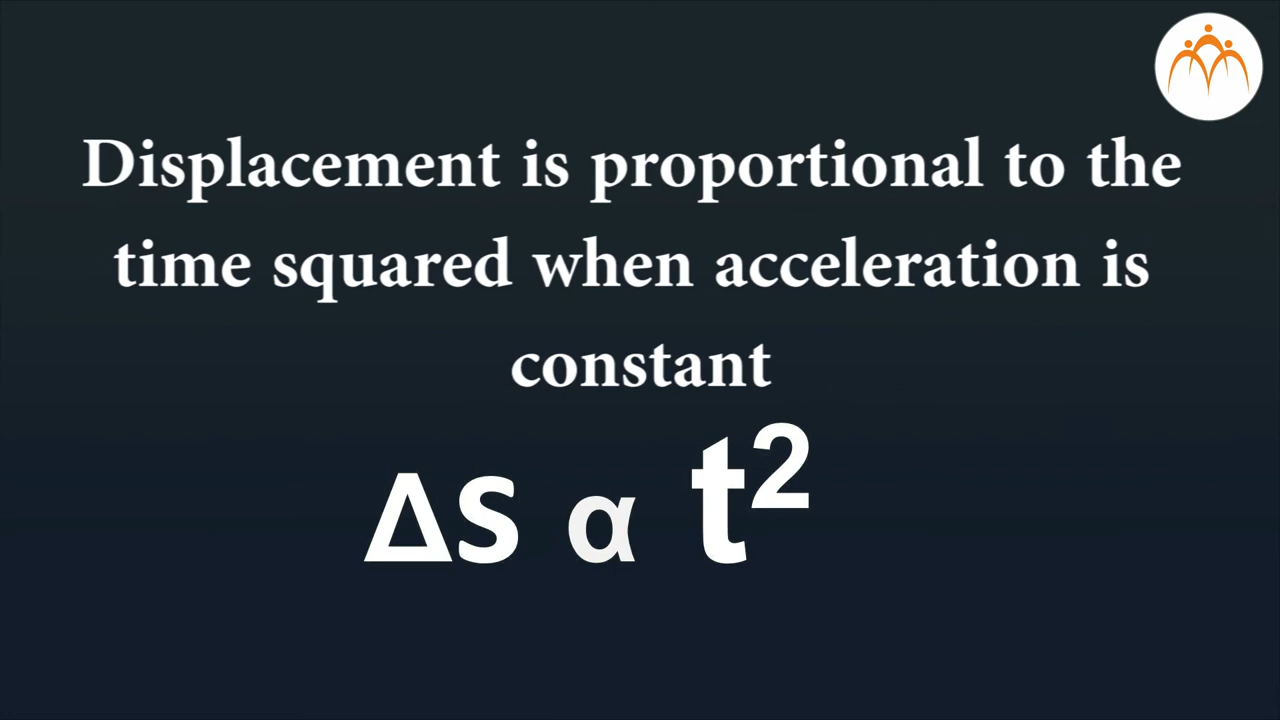 Displacement is proportional to the
time squared when acceleration is
constant
ΔS α t²